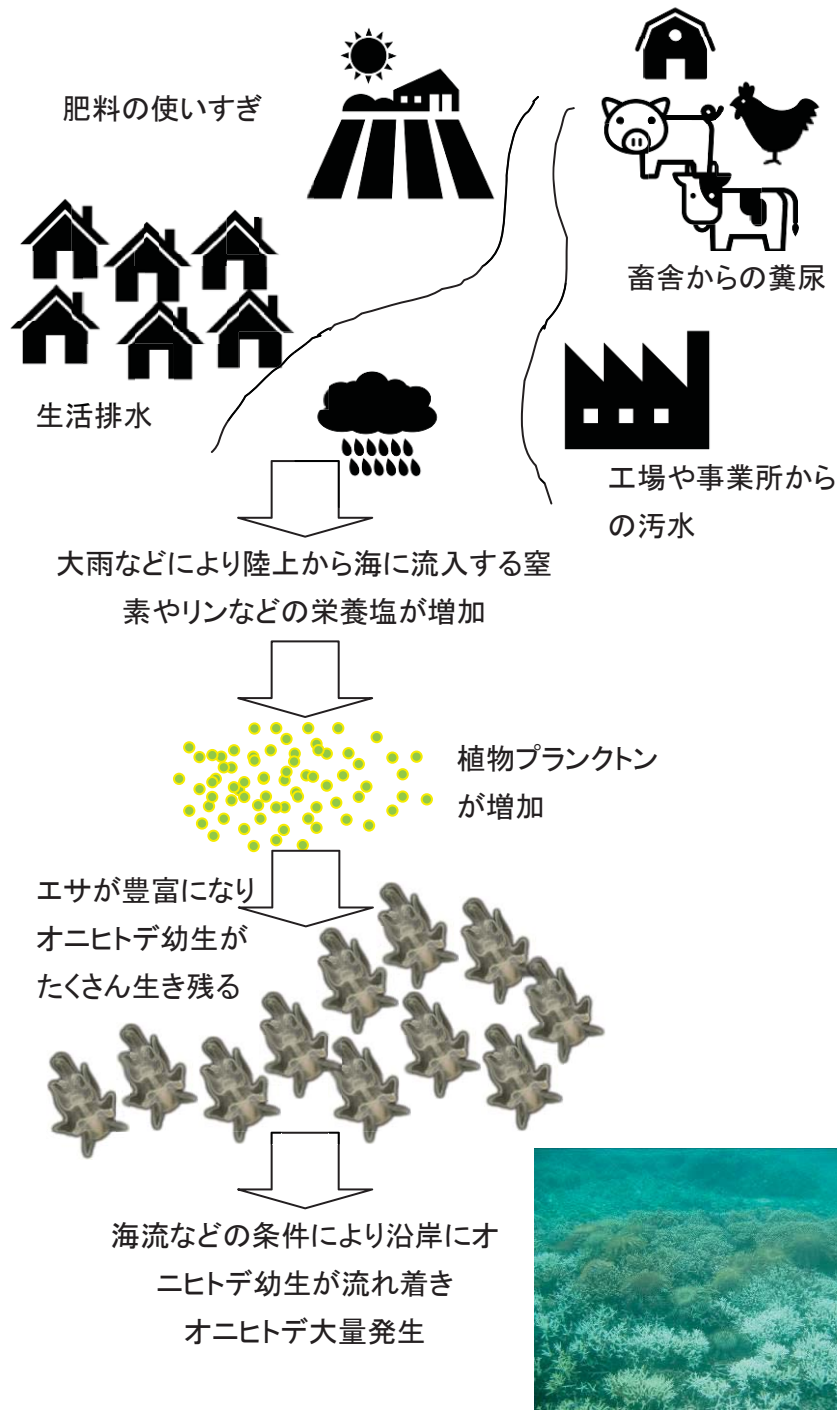 肥料の使いすぎ
畜舎からの糞尿
生活排水
工場や事業所から
の汚水
大雨などにより陸上から海に流入する窒
素やリンなどの栄養塩が増加
植物プランクトン
が増加
エサが豊富になり
オニヒトデ幼生が
たくさん生き残る
海流などの条件により沿岸にオ
ニヒトデ幼生が流れ着き
オニヒトデ大量発生